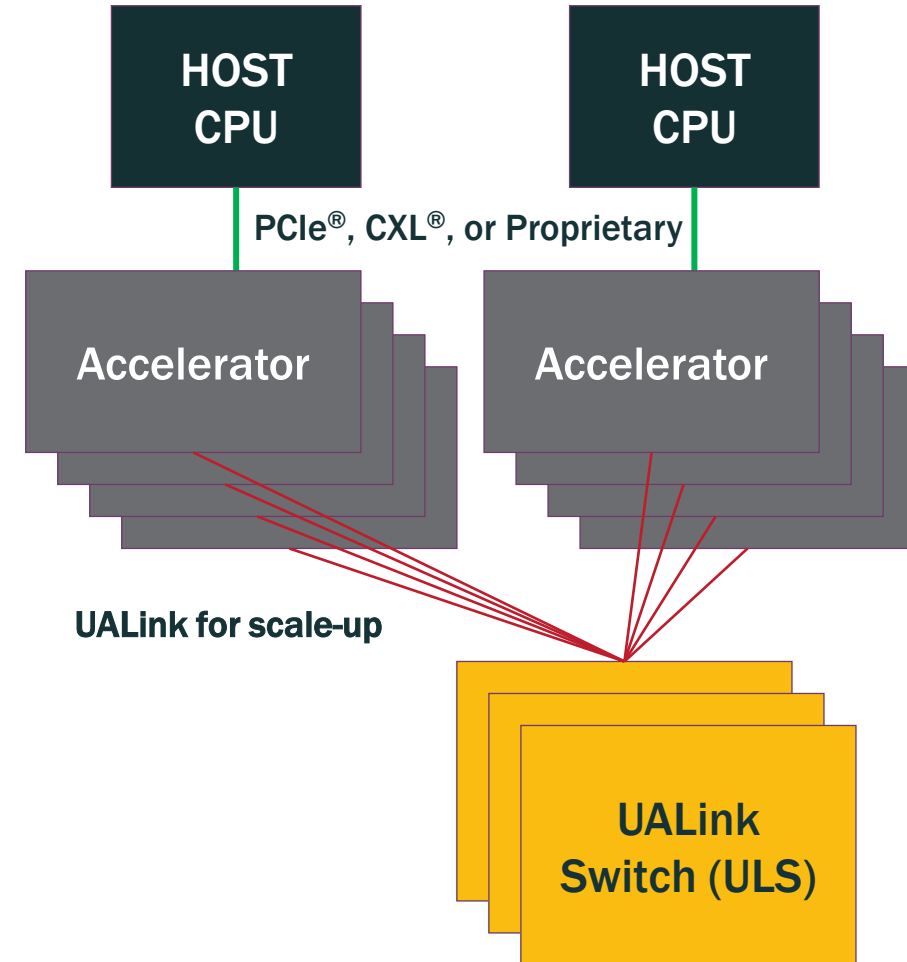 HOST
CPU
HOST
CPU
PCIe®, CXL®, or Proprietary
Accelerator
Accelerator
UALink for scale-up
UALink
Switch (ULS)